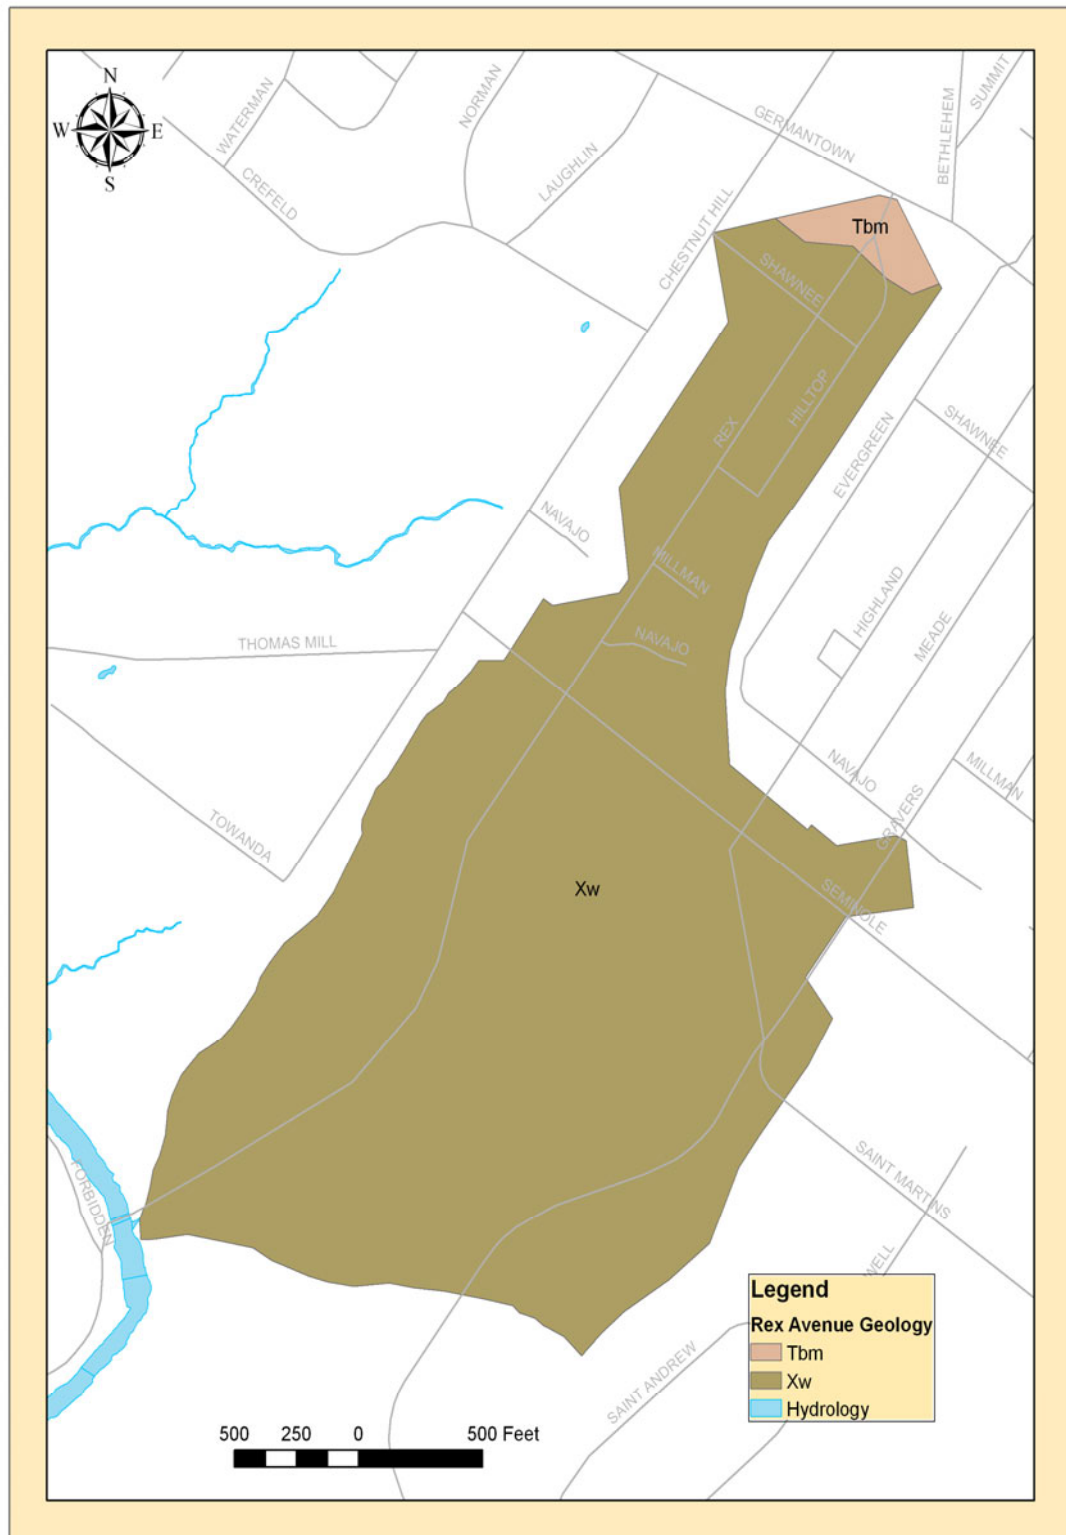 N
W E
S
WATERMAN
NORMAN
LAUGHLIN
CREFELD
GERMANTOWN
BETHLEHEM
SUMMIT
CHESTNUT HILL
Tbm
SHAWNEE
HILLTOP
REX
EVERGREEN
SHAWNEE
NAVAJO
MILLMAN
HIGHLAND
MEADE
THOMAS MILL
NAVAJO
NAVAJO
MILLMAN
TOWANDA
GRAVERS
Xw
SEMINOLE
FORBIDDEN
SAINT MARTINS
WELL
SAINT ANDREW
Legend
Rex Avenue Geology
Tbm
Xw
Hydrology
500 250 0 500 Feet